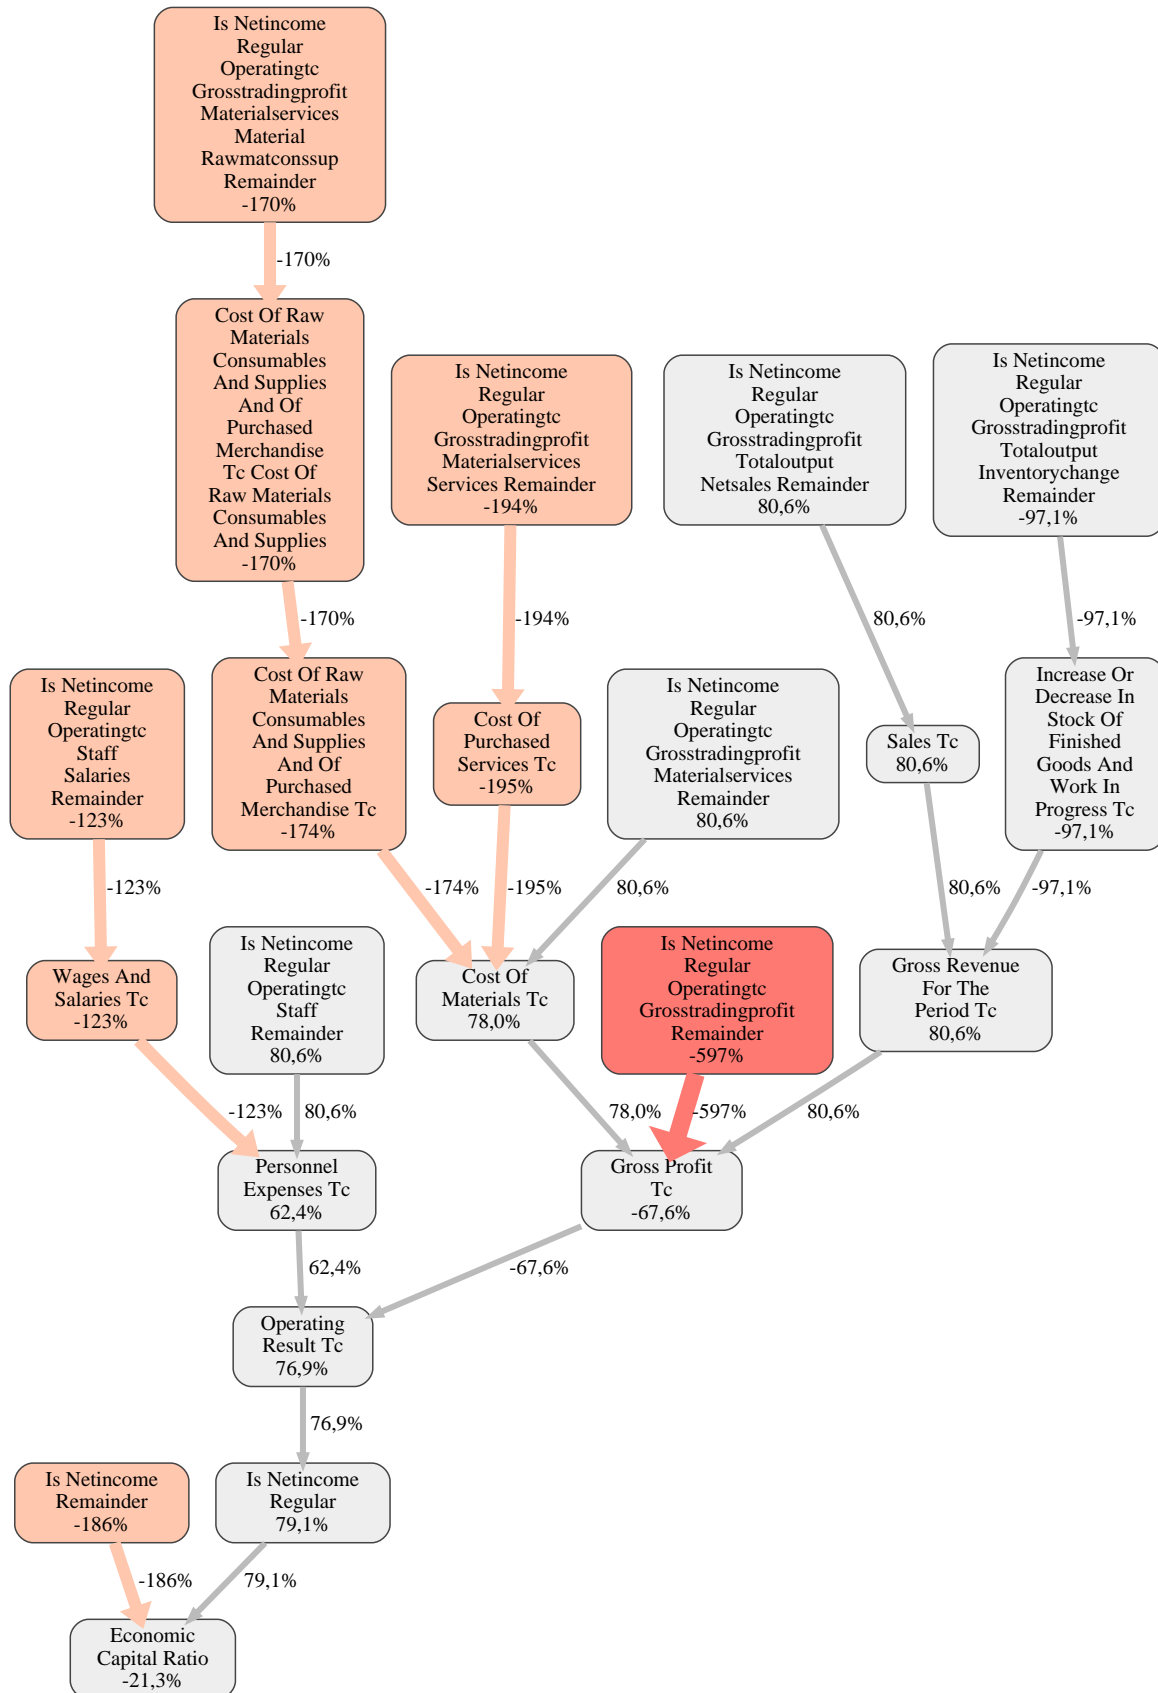 Is Netincome
Regular
Operatingtc
Grosstradingprofit
Materialservices
Material
Rawmatconssup
Remainder
-170%
-170%
Cost Of Raw
Materials
Consumables
And Supplies
And Of
Purchased
Merchandise
Tc Cost Of
Raw Materials
Consumables
And Supplies
-170%
Is Netincome
Regular
Operatingtc
Grosstradingprofit
Materialservices
Services Remainder
-194%
Is Netincome
Regular
Operatingtc
Grosstradingprofit
Totaloutput
Netsales Remainder
80,6%
Is Netincome
Regular
Operatingtc
Grosstradingprofit
Totaloutput
Inventorychange
Remainder
-97,1%
-170%
-194%
80,6%
-97,1%
Is Netincome
Regular
Operatingtc
Staff
Salaries
Remainder
-123%
Cost Of Raw
Materials
Consumables
And Supplies
And Of
Purchased
Merchandise Tc
-174%
Cost Of
Purchased
Services Tc
-195%
Is Netincome
Regular
Operatingtc
Grosstradingprofit
Materialservices
Remainder
80,6%
Sales Tc
80,6%
Increase Or
Decrease In
Stock Of
Finished
Goods And
Work In
Progress Tc
-97,1%
-123%
-174%
-195%
80,6%
80,6%
-97,1%
Wages And
Salaries Tc
-123%
Is Netincome
Regular
Operatingtc
Staff
Remainder
80,6%
Cost Of
Materials Tc
78,0%
Is Netincome
Regular
Operatingtc
Grosstradingprofit
Remainder
-597%
Gross Revenue
For The
Period Tc
80,6%
-123%
80,6%
78,0%
-597%
80,6%
Personnel
Expenses Tc
62,4%
Gross Profit
Tc
-67,6%
62,4%
-67,6%
Operating
Result Tc
76,9%
76,9%
Is Netincome
Remainder
-186%
Is Netincome
Regular
79,1%
-186%
79,1%
Economic
Capital Ratio
-21,3%